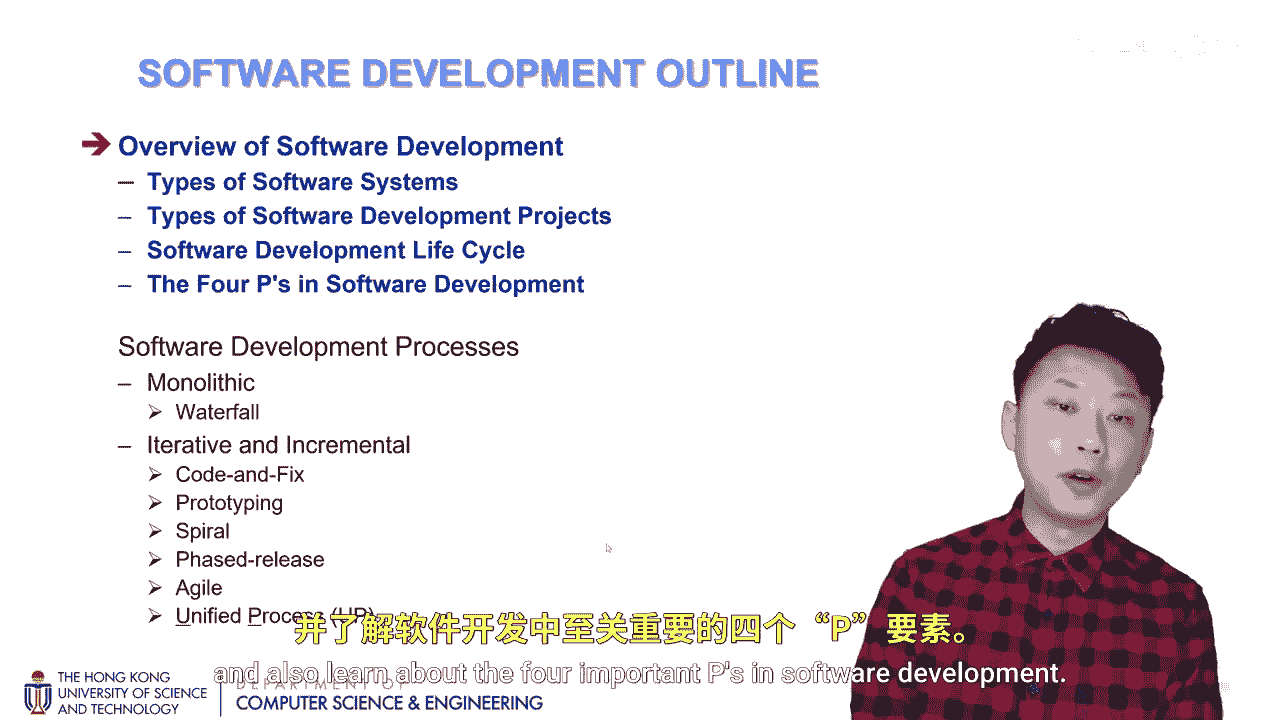 SOFTWARE DEVELOPMENT OUTLINE
➔ Overview of Software Development
– Types of Software Systems
– Types of Software Development Projects
– Software Development Life Cycle
– The Four P's in Software Development
Software Development Processes
– Monolithic
➢ Waterfall
– Iterative and Incremental
➢ Code-and-Fix
➢ Prototyping
➢ Spiral
➢ Phased-release
➢ Agile
➢ Unified Process (UP)
并了解软件开发中至关重要的四个“P”要素。
and also learn about the four important P's in software development.
THE HONG KONG
UNIVERSITY OF SCIENCE
AND TECHNOLOGY
DEPARTMENT OF
COMPUTER SCIENCE & ENGINEERING